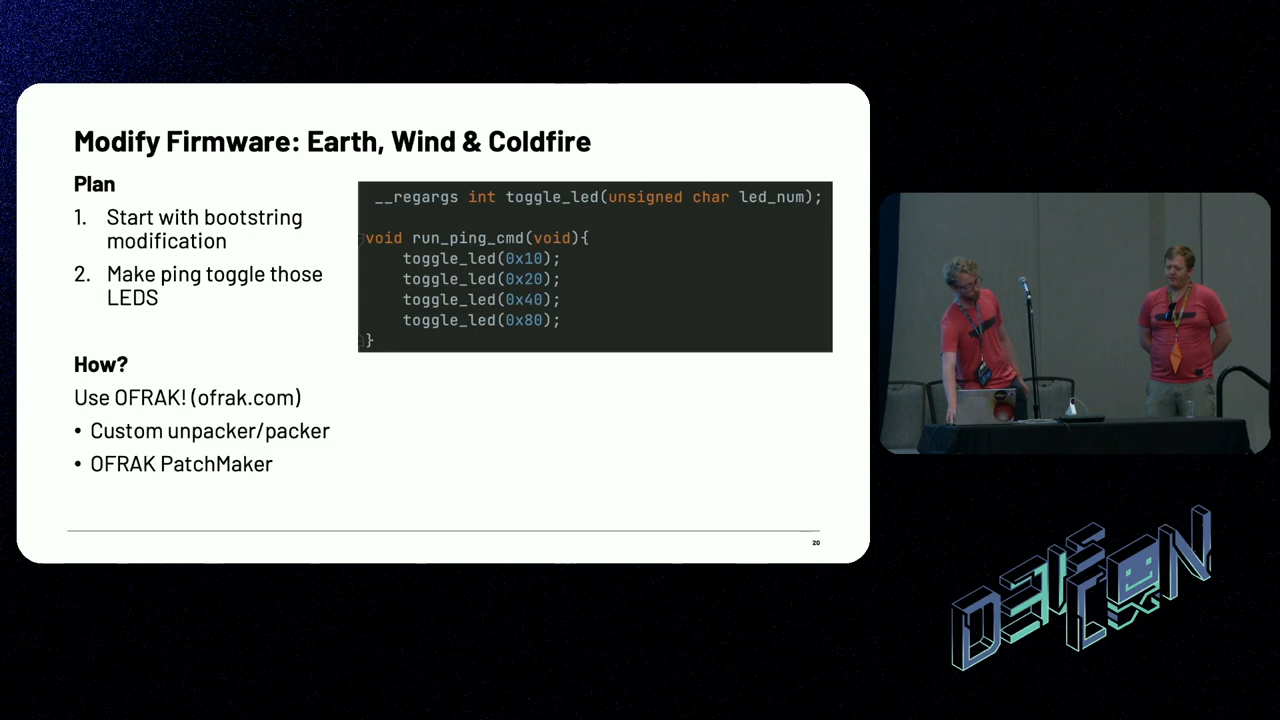 Modify Firmware: Earth, Wind & Coldfire
Plan
1. Start with bootstring
modification
2. Make ping toggle those
LEDS
How?
Use OFRAK! (ofrak.com)
• Custom unpacker/packer
• OFRAK PatchMaker
__regargs int toggle_led(unsigned char led_num);
void run_ping_cmd(void){
toggle_led(0x10);
toggle_led(0x20);
toggle_led(0x40);
toggle_led(0x80);
}
20
DEF CON